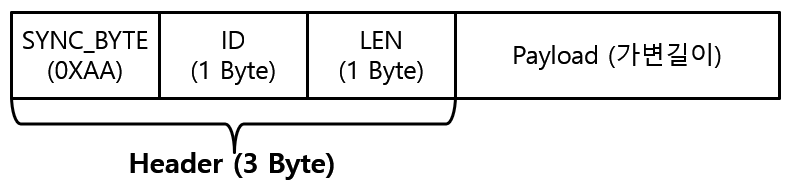 SYNC_BYTE
(0XAA)
ID
(1 Byte)
LEN
(1 Byte)
Payload (가변길이)
Header (3 Byte)